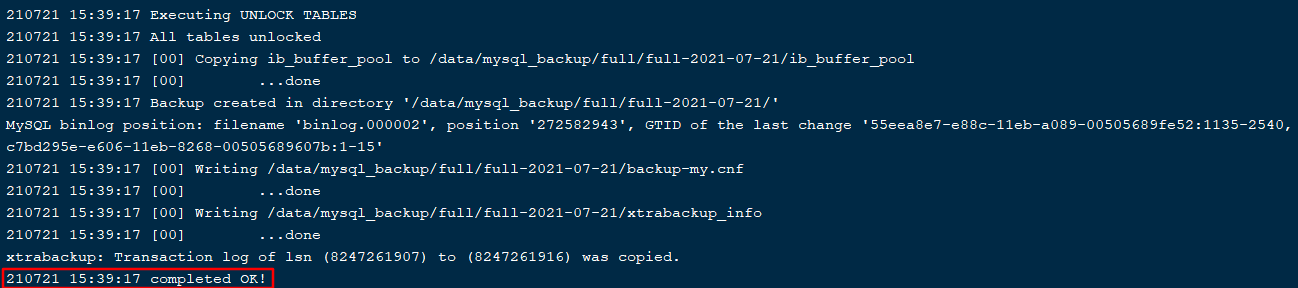 210721 15:39:17 Executing UNLOCK TABLES
210721 15:39:17 All tables unlocked
210721 15:39:17 [00] Copying ib_buffer_pool to /data/mysql_backup/full/full-2021-07-21/ib_buffer_pool
210721 15:39:17 [00]        ...done
210721 15:39:17 Backup created in directory '/data/mysql_backup/full/full-2021-07-21/'
MySQL binlog position: filename 'binlog.000002', position '272582943', GTID of the last change '55eea8e7-e88c-11eb-a089-00505689fe52:1135-2540,
c7bd295e-e606-11eb-8268-00505689607b:1-15'
210721 15:39:17 [00] Writing /data/mysql_backup/full/full-2021-07-21/backup-my.cnf
210721 15:39:17 [00]        ...done
210721 15:39:17 [00] Writing /data/mysql_backup/full/full-2021-07-21/xtrabackup_info
210721 15:39:17 [00]        ...done
xtrabackup: Transaction log of lsn (8247261907) to (8247261916) was copied.
210721 15:39:17 completed OK!